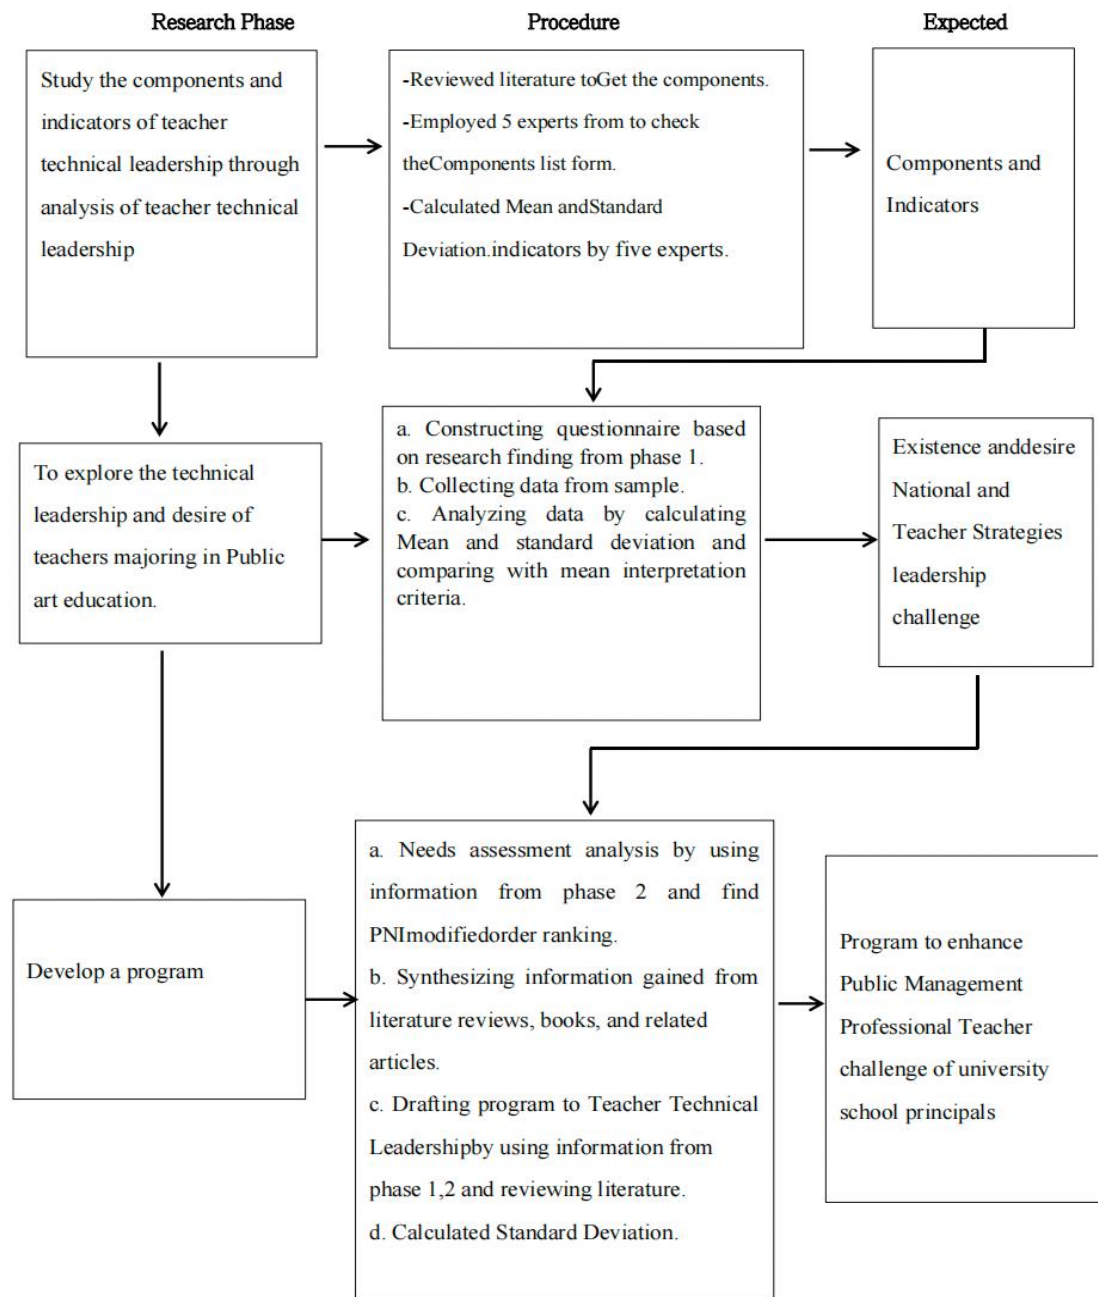 Research Phase
Procedure
Expected
Study the components and
indicators of teacher
technical leadership through
analysis of teacher technical
leadership
-Reviewed literature toGet the components.
-Employed 5 experts from to check
theComponents list form.
-Calculated Mean andStandard
Deviation.indicators by five experts.
Components and
Indicators
To explore the technical
leadership and desire of
teachers majoring in Public
art education.
a. Constructing questionnaire based
on research finding from phase 1.
b. Collecting data from sample.
c. Analyzing data by calculating
Mean and standard deviation and
comparing with mean interpretation
criteria.
Existence anddesire
National and
Teacher Strategies
leadership
challenge
Develop a program
a. Needs assessment analysis by using
information from phase 2 and find
PNImodifiedorder ranking.
b. Synthesizing information gained from
literature reviews, books, and related
articles.
c. Drafting program to Teacher Technical
Leadershipby using information from
phase 1,2 and reviewing literature.
d. Calculated Standard Deviation.
Program to enhance
Public Management
Professional Teacher
challenge of university
school principals